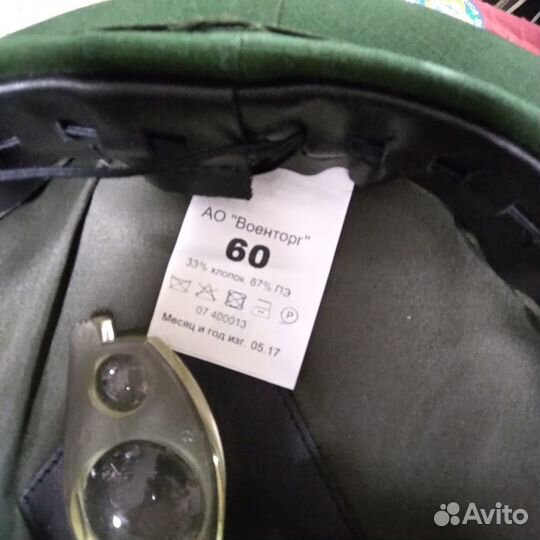 АО "Военторг"
60
33% хлопок, 67% ПЭ
07 400013
Месяц и год изг. 05.17
Avito